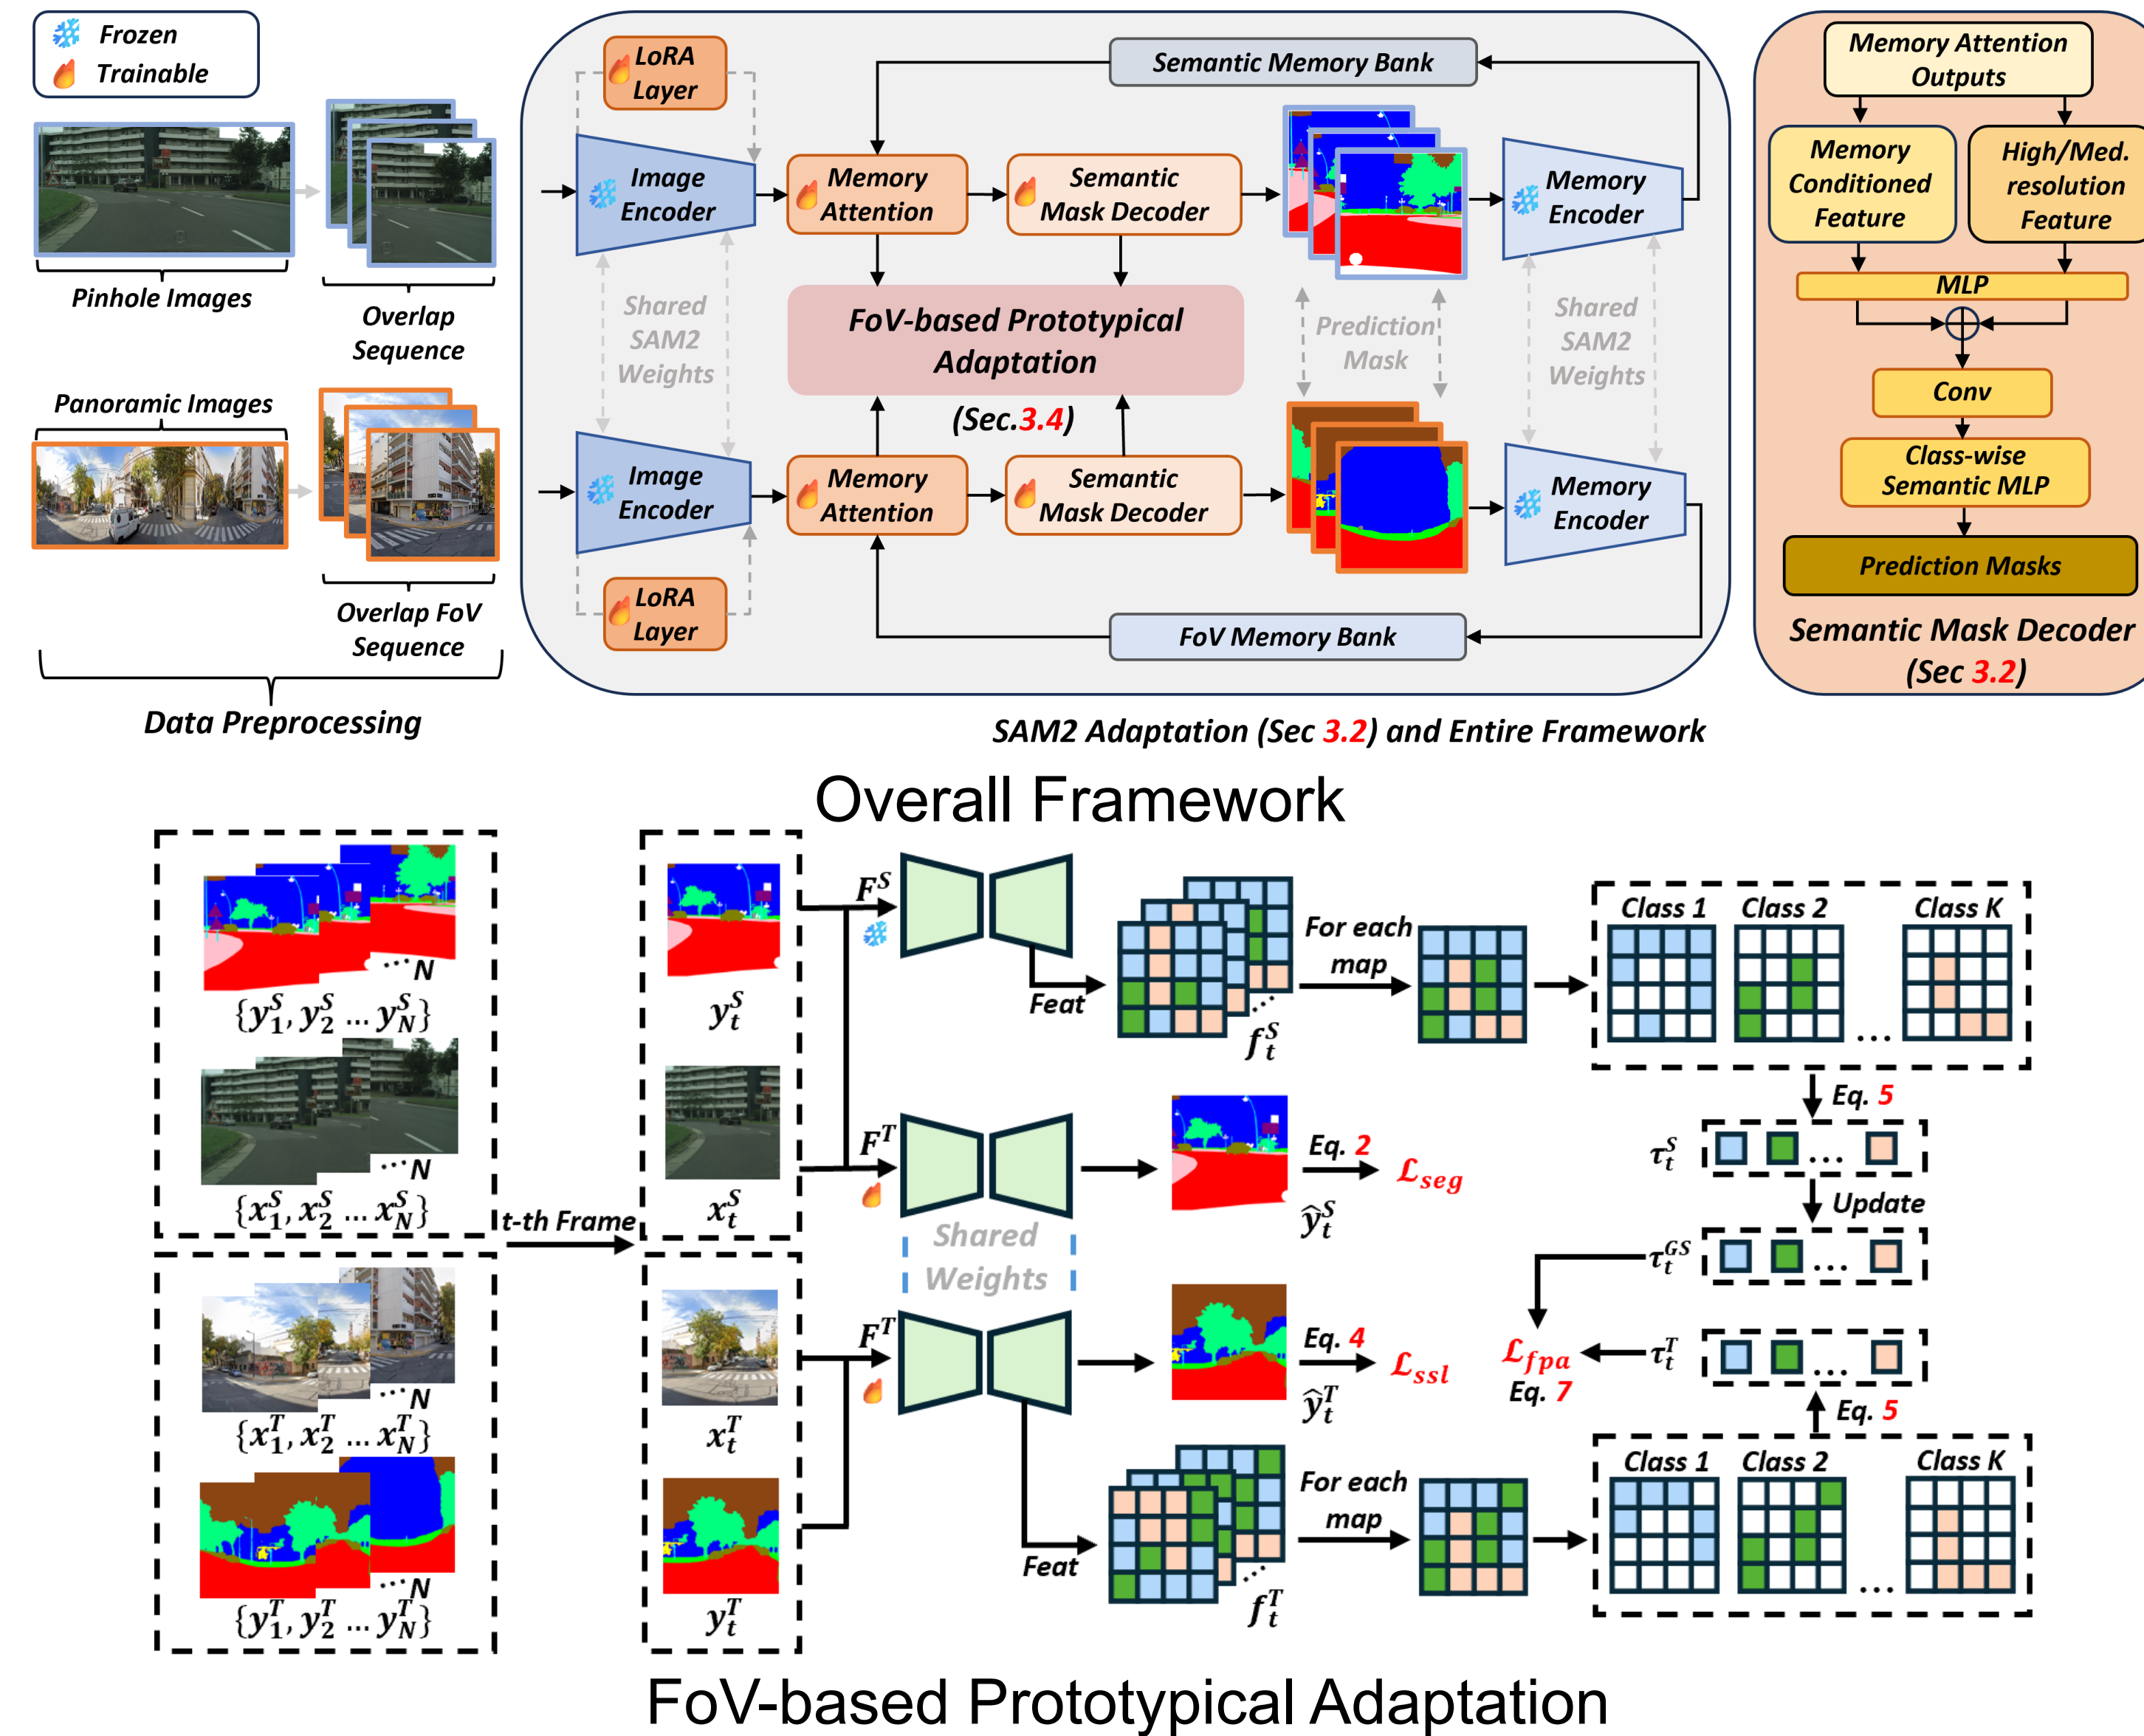 Frozen
Trainable
Pinhole Images
Overlap
Sequence
Panoramic Images
Overlap FoV
Sequence
Data Preprocessing
LoRA
Layer
Semantic Memory Bank
Image
Encoder
Memory
Attention
Semantic
Mask Decoder
Memory
Encoder
Shared
SAM2
Weights
FoV-based Prototypical
Adaptation
(Sec.3.4)
Prediction
Mask
Shared
SAM2
Weights
Image
Encoder
Memory
Attention
Semantic
Mask Decoder
Memory
Encoder
LoRA
Layer
FoV Memory Bank
SAM2 Adaptation (Sec 3.2) and Entire Framework
Memory Attention
Outputs
Memory
Conditioned
Feature
High/Med.
resolution
Feature
MLP
Conv
Class-wise
Semantic MLP
Prediction Masks
Semantic Mask Decoder
(Sec 3.2)
Overall Framework
...N
{y_1^S, y_2^S ... y_N^S}
...N
{x_1^S, x_2^S ... x_N^S}
t-th Frame
...N
{x_1^T, x_2^T ... x_N^T}
...N
{y_1^T, y_2^T ... y_N^T}
y_t^S
x_t^S
x_t^T
y_t^T
F^S
Feat
...
f_t^S
For each
map
Class 1 Class 2 Class K
...
Eq. 5
τ_t^S
...
Update
τ_t^GS
...
F^T
Eq. 2
ŷ_t^S
ℒ_seg
Shared
Weights
F^T
Eq. 4
ŷ_t^T
ℒ_ssl
ℒ_fpa
Eq. 7
τ_t^T
...
Eq. 5
Feat
...
f_t^T
For each
map
Class 1 Class 2 Class K
...
FoV-based Prototypical Adaptation